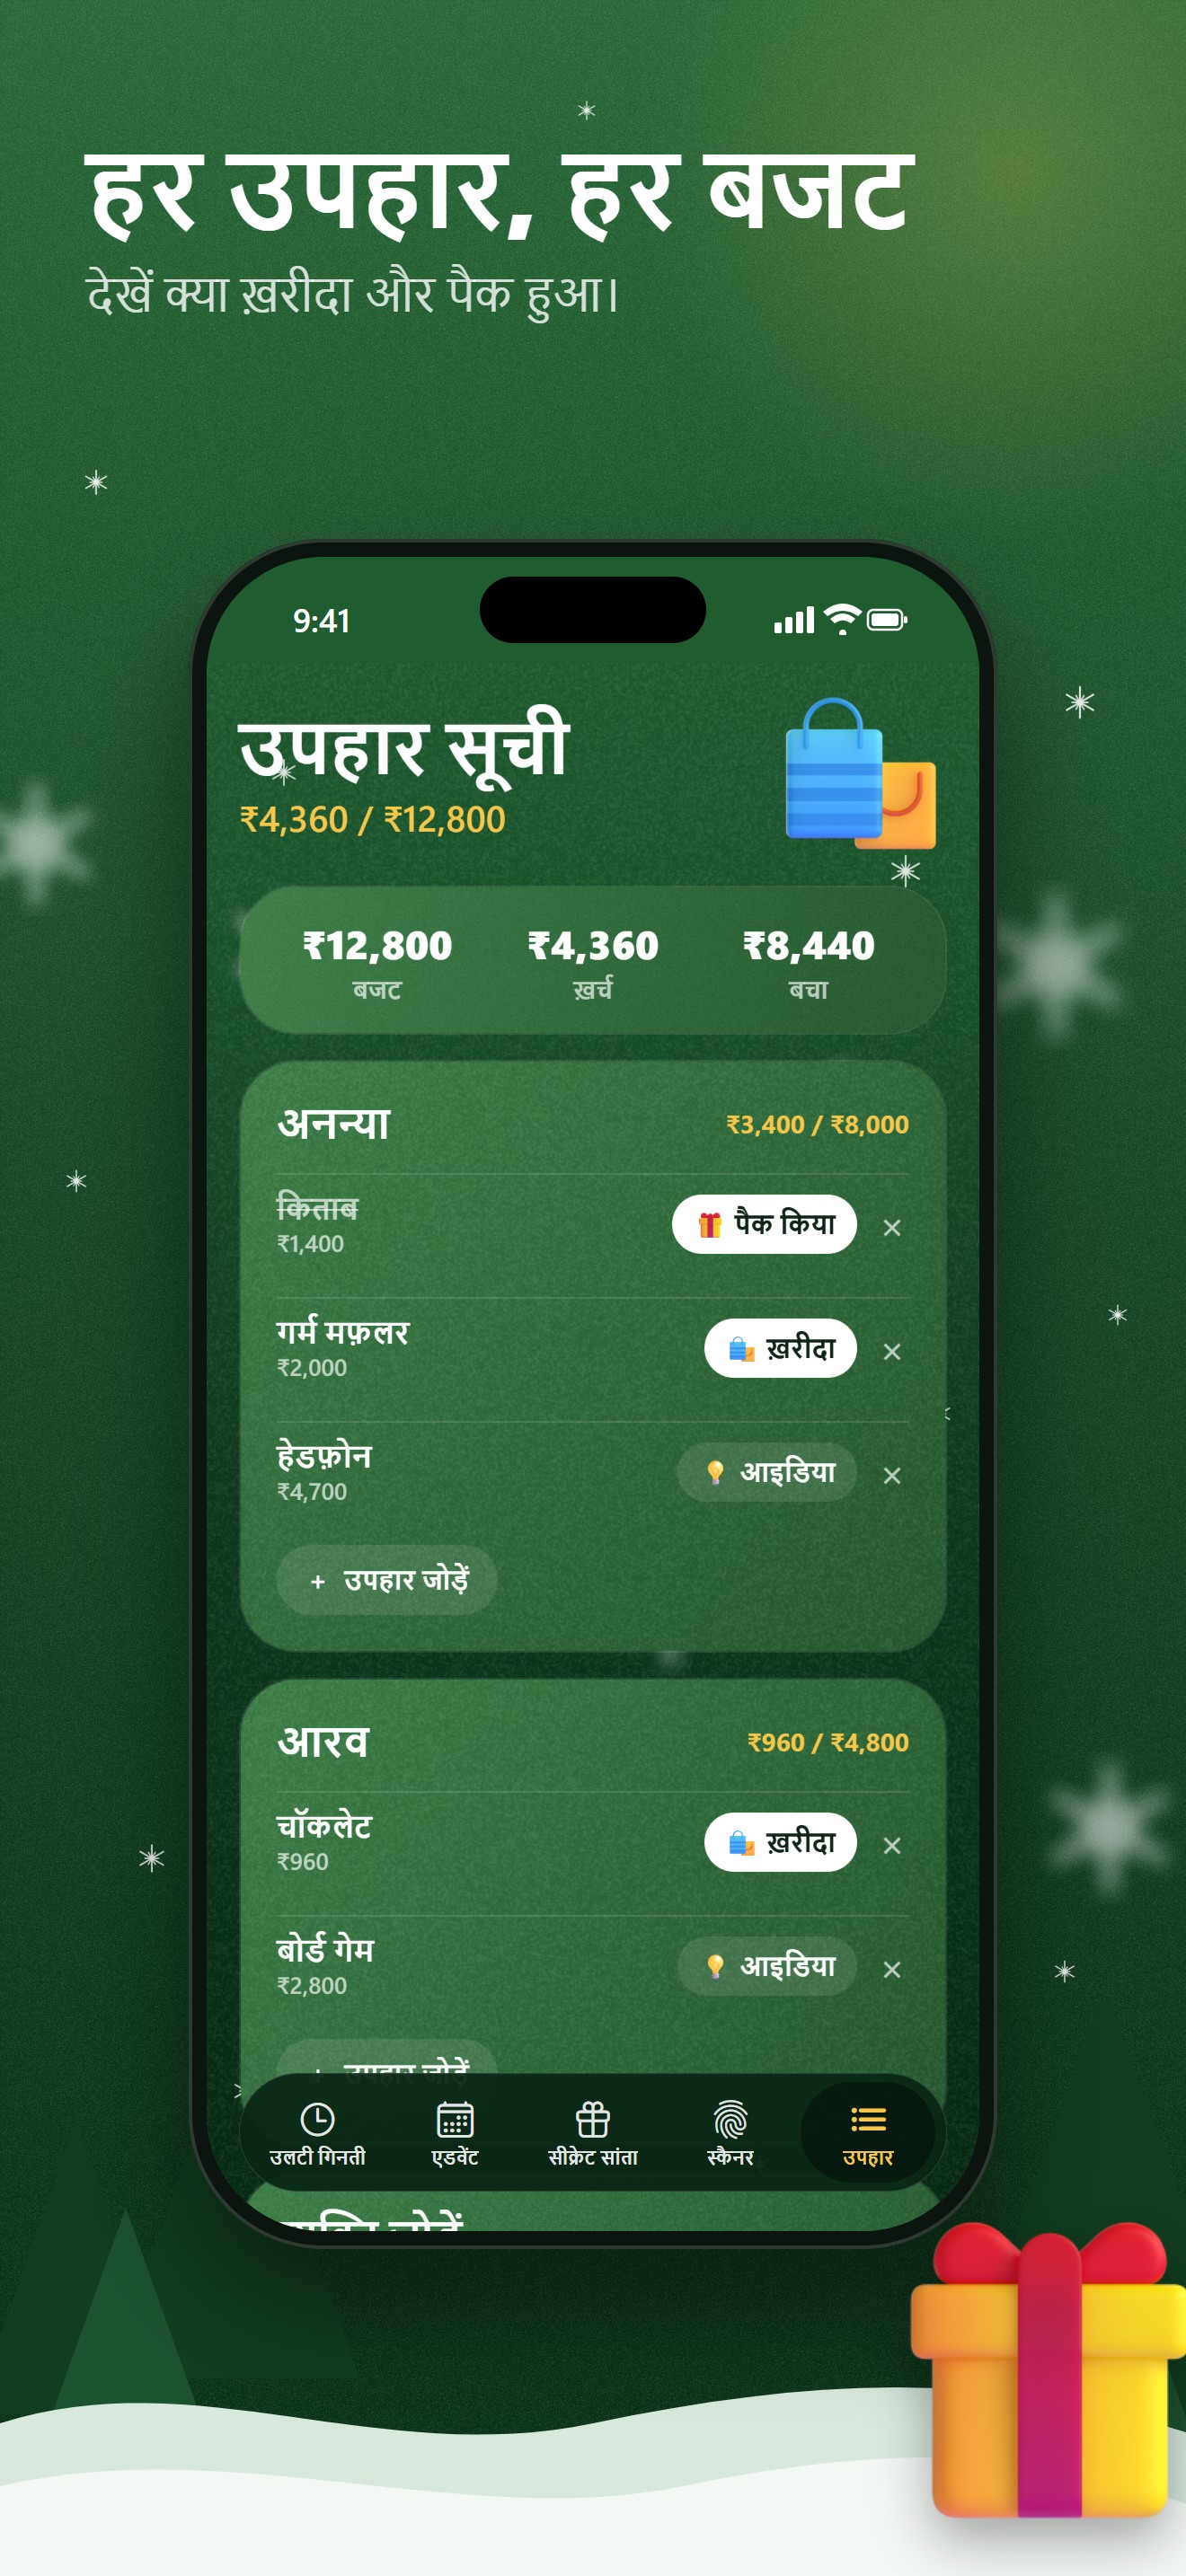 हर उपहार, हर बजट
देखें क्या ख़रीदा और पैक हुआ।
9:41
उपहार सूची
₹4,360 / ₹12,800
₹12,800 ₹4,360 ₹8,440
बजट ख़र्च बचा
अनन्या ₹3,400 / ₹8,000
किताब पैक किया ×
₹1,400
गर्म मफ़लर ख़रीदा ×
₹2,000
हेडफ़ोन आइडिया ×
₹4,700
+ उपहार जोड़ें
आरव ₹960 / ₹4,800
चॉकलेट ख़रीदा ×
₹960
बोर्ड गेम आइडिया ×
₹2,800
+ उपहार जोड़ें
उलटी गिनती एडवेंट सीक्रेट सांता स्कैनर उपहार